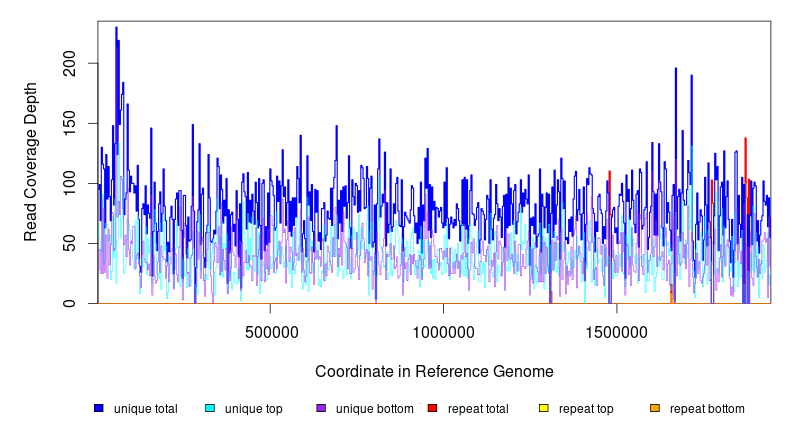 Read Coverage Depth
200
150
100
50
0
500000 1000000 1500000
Coordinate in Reference Genome
unique total unique top unique bottom repeat total repeat top repeat bottom